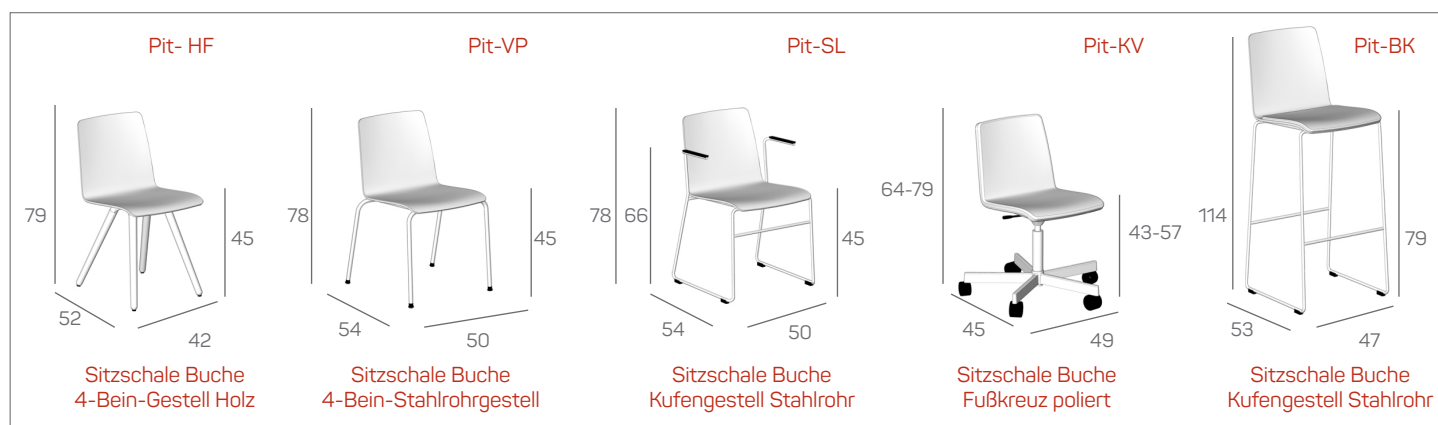 Pit- HF
79
45
52
42
Sitzschale Buche
4-Bein-Gestell Holz
Pit-VP
78
45
54
50
Sitzschale Buche
4-Bein-Stahlrohrgestell
Pit-SL
78
66
45
54
50
Sitzschale Buche
Kufengestell Stahlrohr
Pit-KV
64-79
43-57
45
49
Sitzschale Buche
Fußkreuz poliert
Pit-BK
114
79
53
47
Sitzschale Buche
Kufengestell Stahlrohr